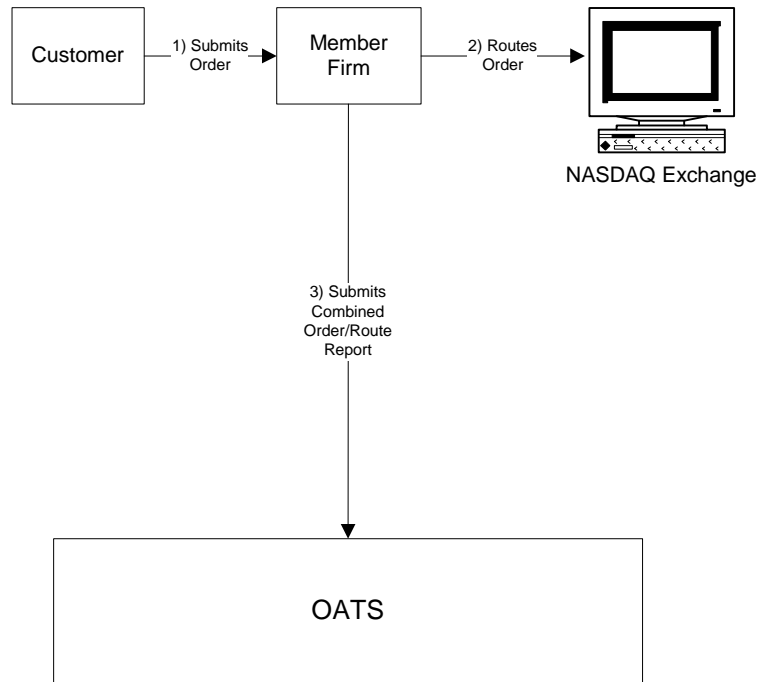 Customer
1) Submits
Order
Member
Firm
2) Routes
Order
NASDAQ Exchange
3) Submits
Combined
Order/Route
Report
OATS